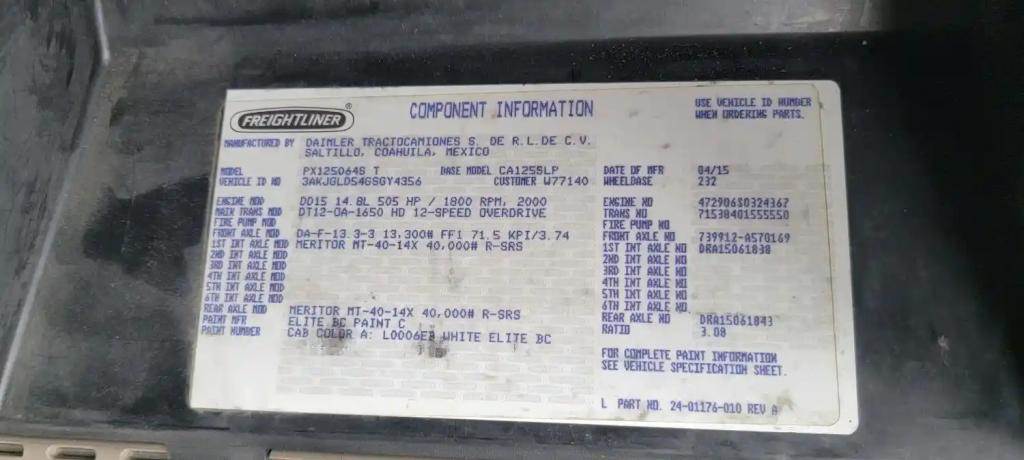 FREIGHTLINER ®
COMPONENT INFORMATION
USE VEHICLE ID NUMBER
WHEN ORDERING PARTS.
MANUFACTURED BY DAIMLER TRACTOCAMIONES S. DE R.L.DE C.V.
SALTILLO, COAHUILA, MEXICO
MODEL PX125064S T BASE MODEL CA125SLP DATE OF MFR 04/15
VEHICLE ID NO 3AKJGLD54GSGY4356 CUSTOMER W77140 WHEELBASE 232
ENGINE MOD DD15 14.8L 505 HP / 1800 RPM, 2000 ENGINE NO 472906S0324367
MAIN TRANS MOD DT12-OA-1650 HD 12-SPEED OVERDRIVE TRANS NO 71538401555550
FIRE PUMP MOD FIRE PUMP NO
FRONT AXLE MOD DA-F-13.3-3 13,300# FF1 71.5 KPI/3.74 FRONT AXLE NO 739912-A570169
1ST INT AXLE MOD MERITOR MT-40-14X 40,000# R-SRS 1ST INT AXLE NO DRA15061838
2ND INT AXLE MOD 2ND INT AXLE NO
3RD INT AXLE MOD 3RD INT AXLE NO
4TH INT AXLE MOD 4TH INT AXLE NO
5TH INT AXLE MOD 5TH INT AXLE NO
6TH INT AXLE MOD 6TH INT AXLE NO.
REAR AXLE MOD MERITOR MT-40-14X 40,000# R-SRS REAR AXLE NO DRA15061843
PAINT MFR ELITE BC PAINT C RATIO 3.08
PAINT NUMBER CAB COLOR A: L0006EB WHITE ELITE BC
FOR COMPLETE PAINT INFORMATION
SEE VEHICLE SPECIFICATION SHEET.
L PART NO. 24-01176-010 REV A